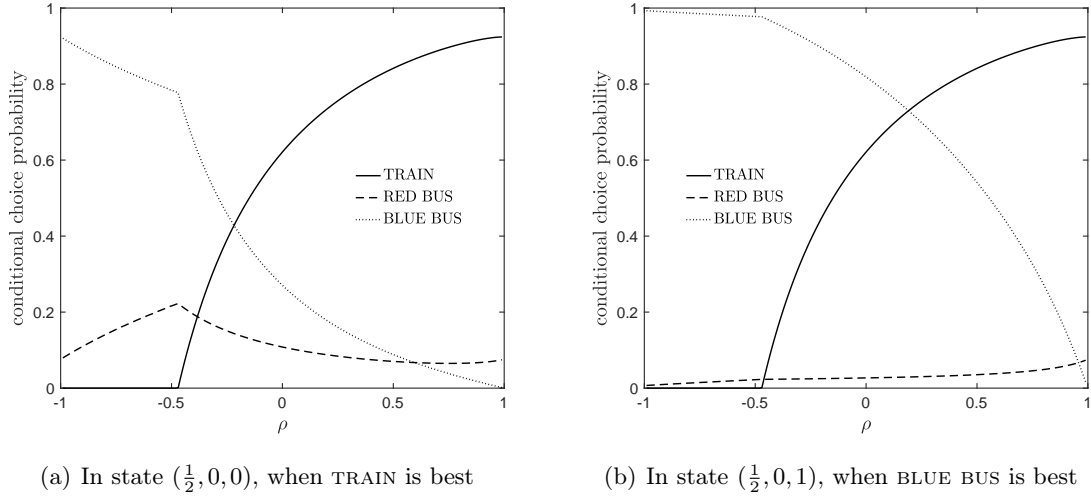 conditional choice probability
1
0.8
0.6
0.4
0.2
0
TRAIN
RED BUS
BLUE BUS
-1 -0.5 0 0.5 1
ρ
(a) In state (½, 0, 0), when TRAIN is best
conditional choice probability
1
0.8
0.6
0.4
0.2
0
TRAIN
RED BUS
BLUE BUS
-1 -0.5 0 0.5 1
ρ
(b) In state (½, 0, 1), when BLUE BUS is best